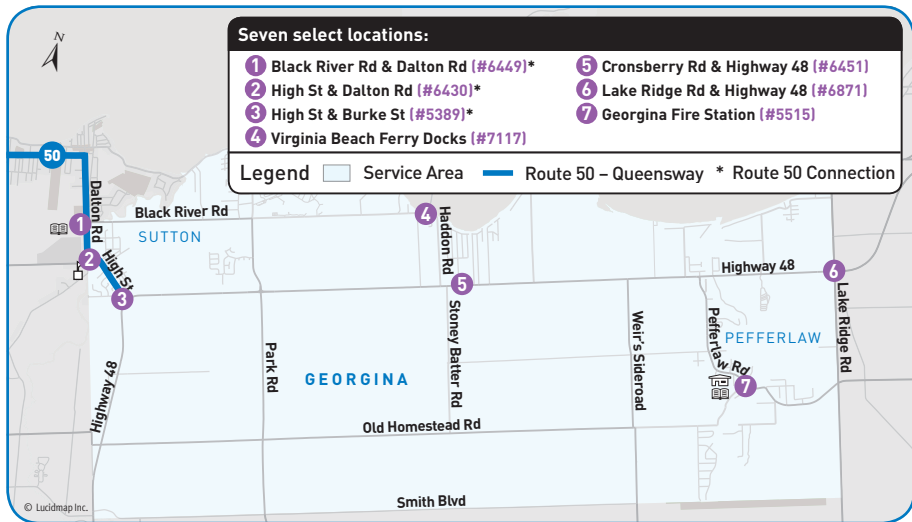 N
Seven select locations:
1 Black River Rd & Dalton Rd (#6449)*
2 High St & Dalton Rd (#6430)*
3 High St & Burke St (#5389)*
4 Virginia Beach Ferry Docks (#7117)
5 Cronsberry Rd & Highway 48 (#6451)
6 Lake Ridge Rd & Highway 48 (#6871)
7 Georgina Fire Station (#5515)
Legend Service Area Route 50 – Queensway * Route 50 Connection
50
Dalton Rd
1
Black River Rd
SUTTON
2
High St
3
4
Haddon Rd
5
Highway 48
6
Lake Ridge Rd
Stoney Batter Rd
Weir's Sideroad
Pefferlaw Rd
PEFFERLAW
7
Park Rd
GEORGINA
Highway 48
Old Homestead Rd
Smith Blvd
© Lucidmap Inc.